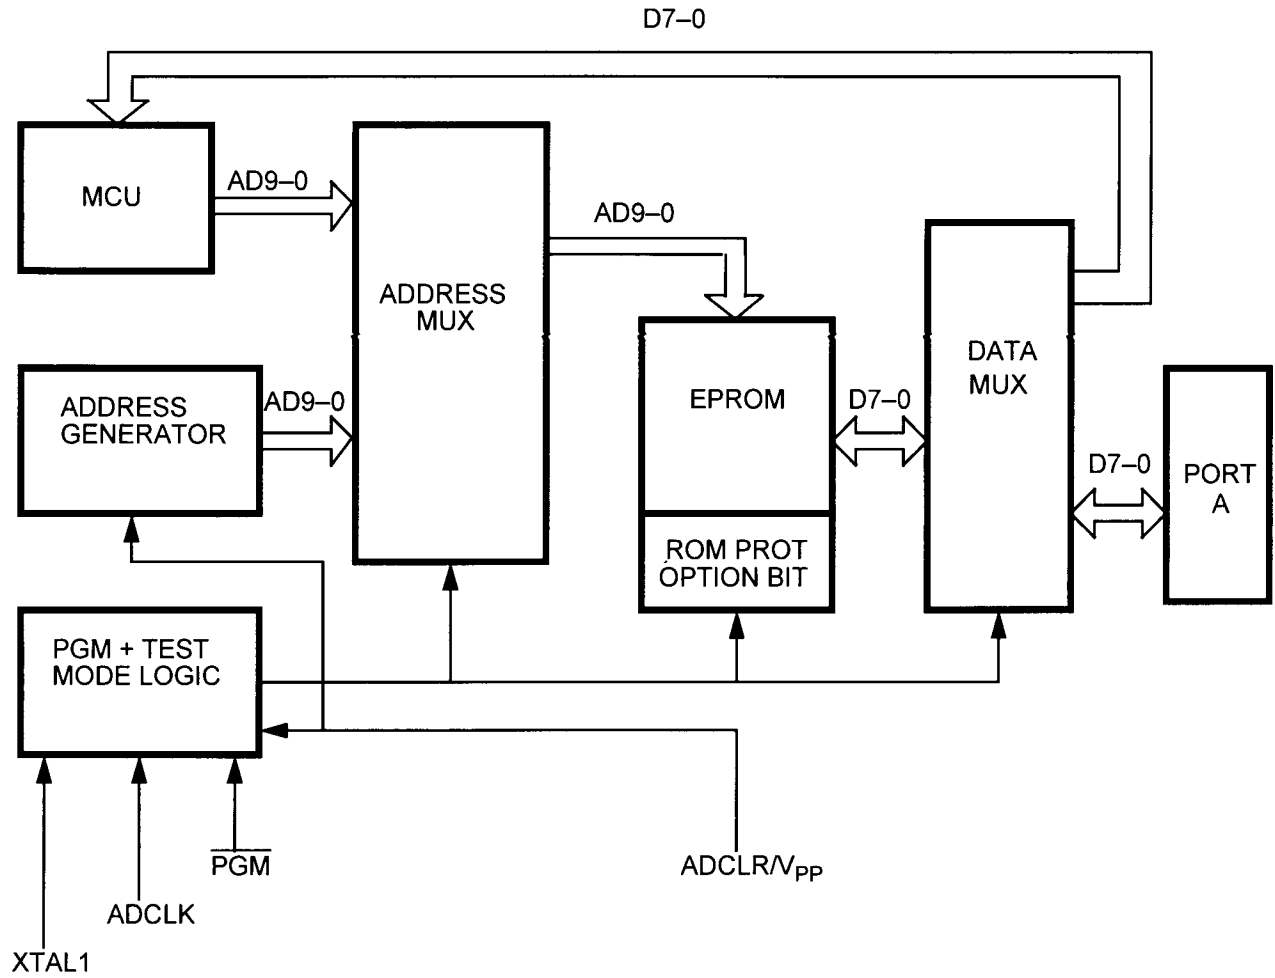 D7–0
MCU
AD9–0
AD9–0
ADDRESS
MUX
DATA
MUX
EPROM
ADDRESS
GENERATOR
AD9–0
D7–0
D7–0
PORT
A
ROM PROT
OPTION BIT
PGM + TEST
MODE LOGIC
PGM
ADCLR/VPP
ADCLK
XTAL1